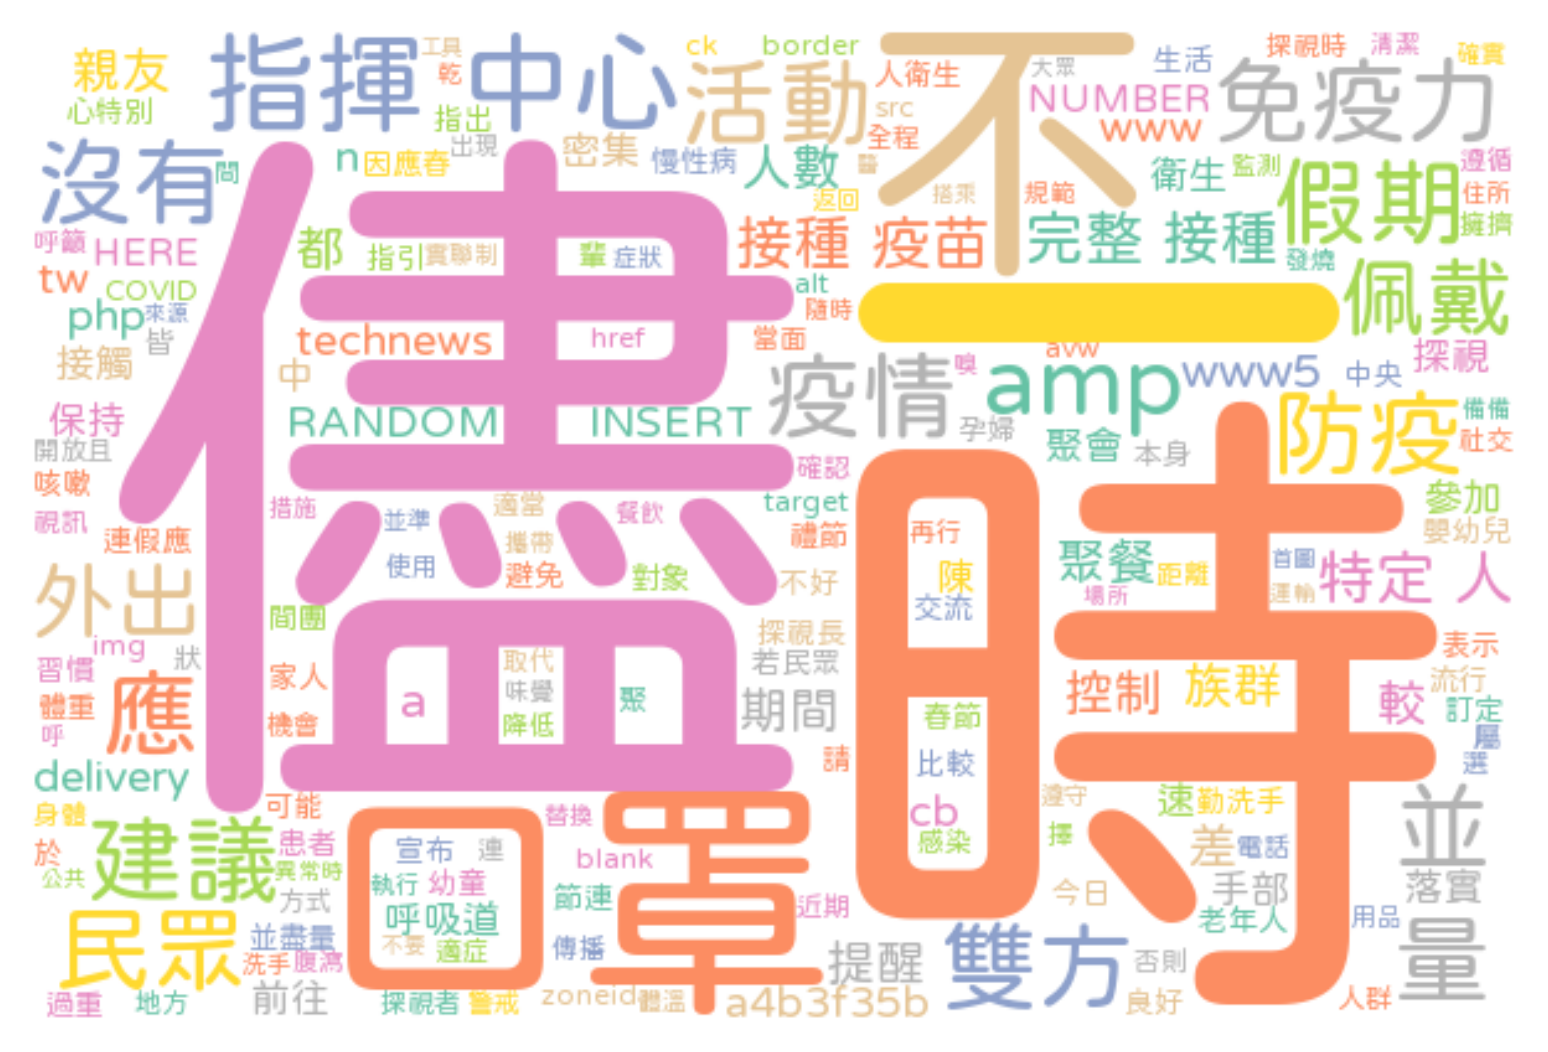 親友 指揮中心 工具 乾 ck border 活動 不 大眾 生活 探視時 清潔 確實
心特別 指出 人衛生 src NUMBER www 免疫力
沒有 間 n 因應春 出現 密集 慢性病 人數 全程 醫 衛生 監測 假期 遵循
返回 搭乘 規範 住所
呼籲 HERE 都 指引 實聯制 輩 症狀 接種 疫苗 完整 接種 發燒 擁擠
tw COVID alt 佩戴
php 來源 皆 儘 隨時 一
接觸 technews href 當面 avw 探視
中 疫情 嗅 amp www5 中央
保持 RANDOM INSERT 孕婦 聚會 本身 防疫 備備 社交
開放且 確認 時
咳嗽 措施 適當 target 參加
視訊 並準 餐飲 禮節 再行 嬰幼兒
連假應 攜帶 聚餐 距離 首圖 特定 人
外出 使用 避免 對象 不好 陳 場所 運輸
間團 交流
img 探視長 表示
習慣 狀 家人 取代 若民眾 控制 族群 流行
體重 應 a 味覺 聚 期間 較 訂定
呼 機會 降低 春節 屬
delivery 請 比較 選
身體 可能 口罩 替換 cb 遵守 速 勤洗手 並
於 建議 患者 宣布 連 blank 感染 擇 差 電話
公共 異常時 執行 幼童 手部 落實
方式 呼吸道 節連 近期 今日 老年人 用品
民眾 並盡量 不要 適症 傳播 提醒 雙方 否則 量
洗手 腹瀉
過重 地方 前往 探視者 警戒 zoneid 體溫 a4b3f35b 良好 人群